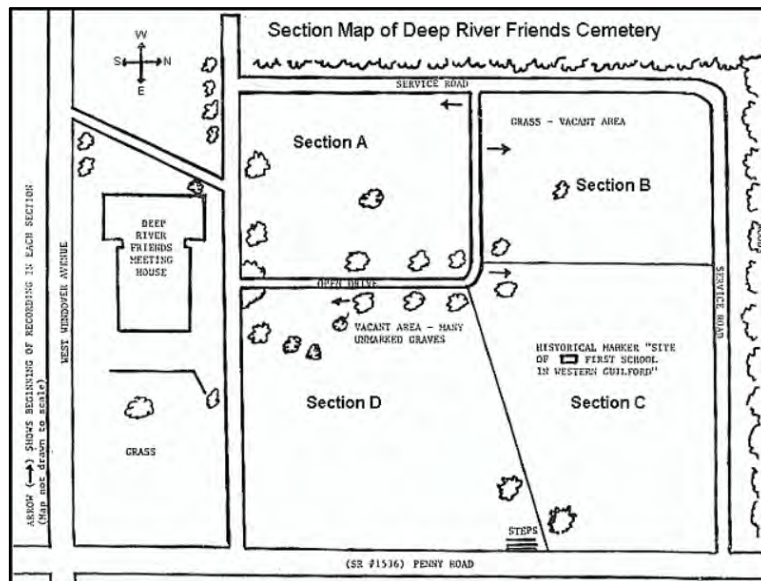 Section Map of Deep River Friends Cemetery
W
S N
E
SERVICE ROAD
GRASS - VACANT AREA
Section A
Section B
DEEP
RIVER
FRIENDS
MEETING
HOUSE
OPEN DRIVE
VACANT AREA - MANY
UNMARKED GRAVES
HISTORICAL MARKER "SITE
OF FIRST SCHOOL
IN WESTERN GUILFORD"
Section D
Section C
GRASS
STEPS
(SR #1536) PENNY ROAD
SERVICE ROAD
WEST WINDOVER AVENUE
ARROW (→) SHOWS BEGINNING OF RECORDING IN EACH SECTION
(Map not drawn to scale)